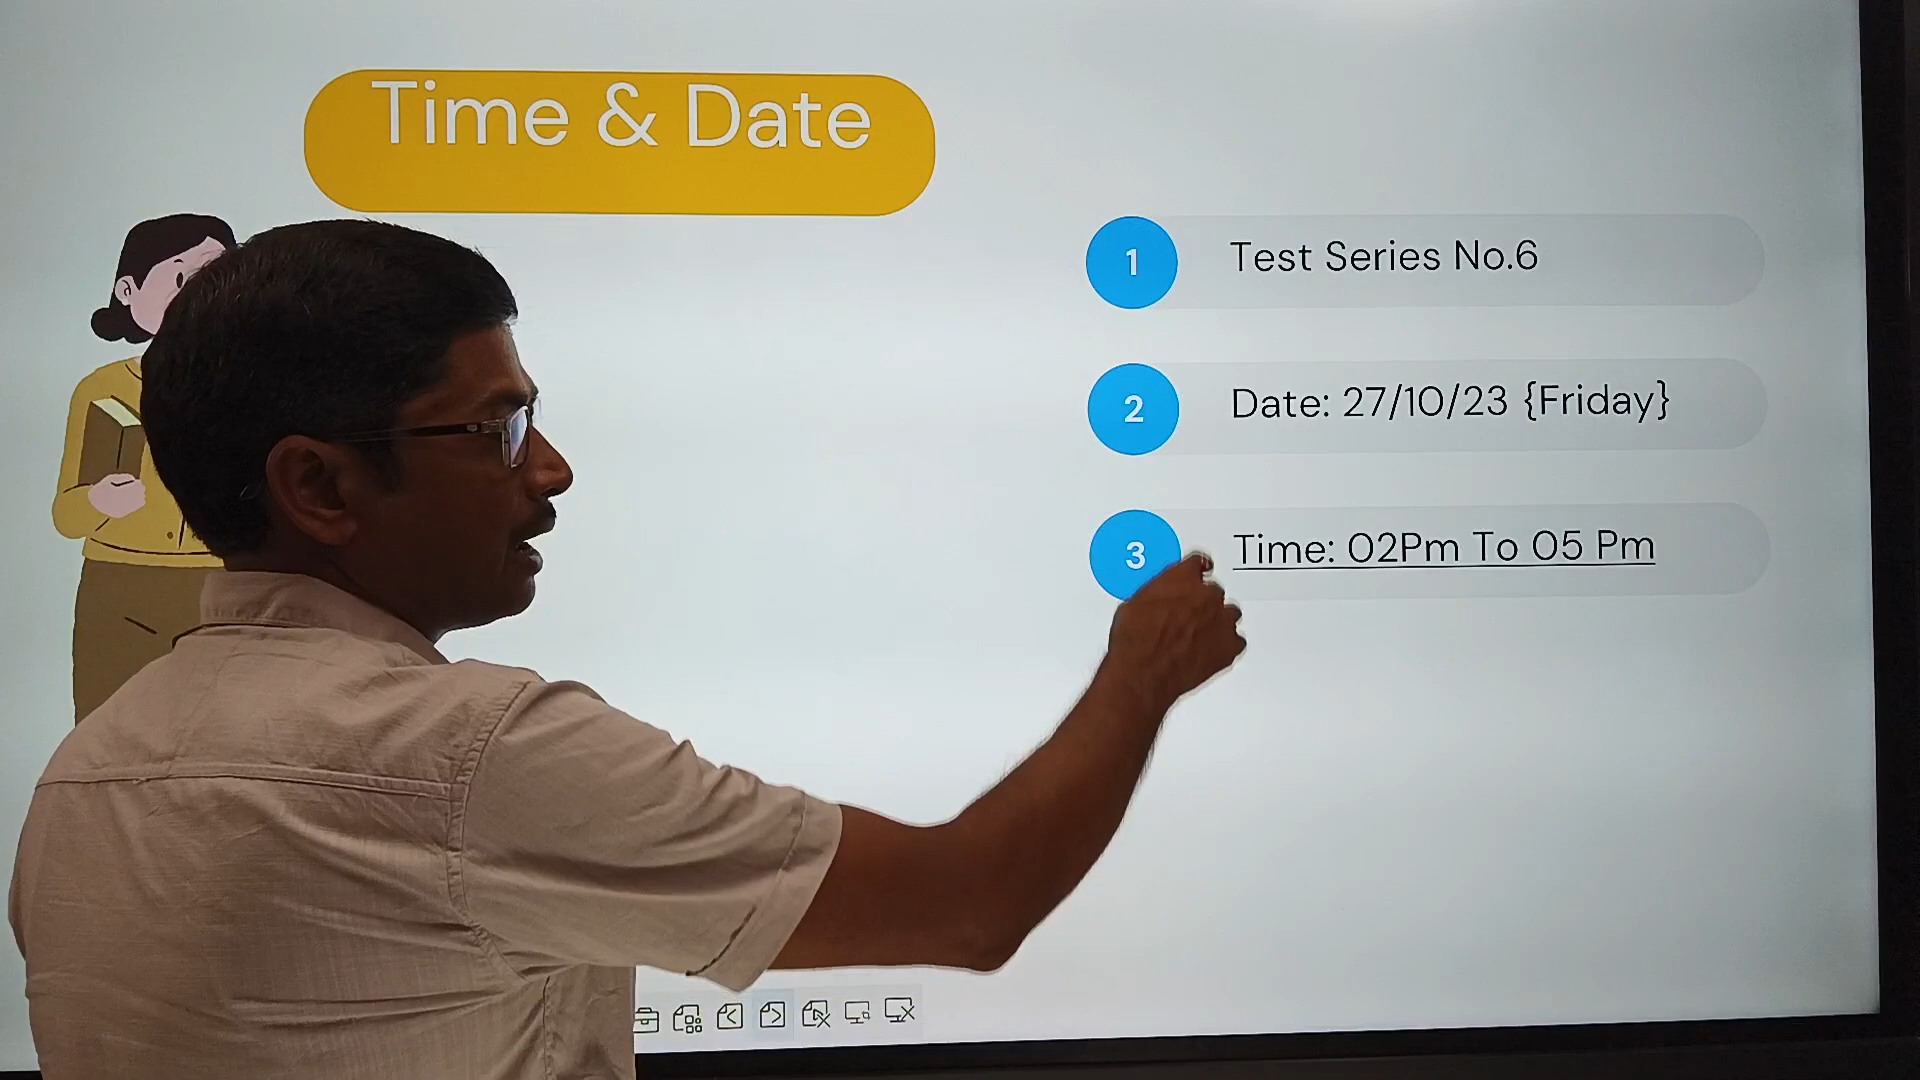 Time & Date
1 Test Series No.6
2 Date: 27/10/23 {Friday}
3 Time: 02Pm To 05 Pm